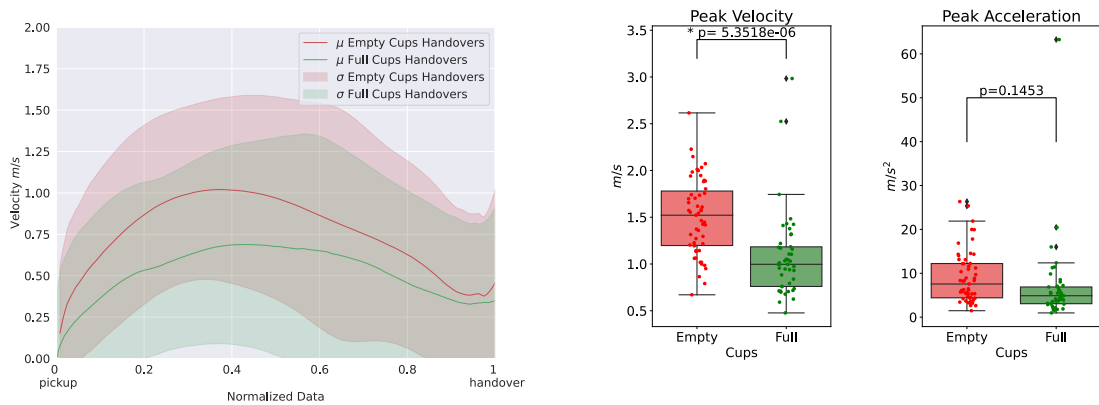 2.00
1.75
1.50
1.25
1.00
0.75
0.50
0.25
0.00
Velocity m/s
μ Empty Cups Handovers
μ Full Cups Handovers
σ Empty Cups Handovers
σ Full Cups Handovers
0 0.2 0.4 0.6 0.8 1
pickup handover
Normalized Data
Peak Velocity
* p= 5.3518e-06
3.5
3.0
2.5
2.0
1.5
1.0
0.5
m/s
Empty Full
Cups
Peak Acceleration
p=0.1453
60
50
40
30
20
10
0
m/s²
Empty Full
Cups